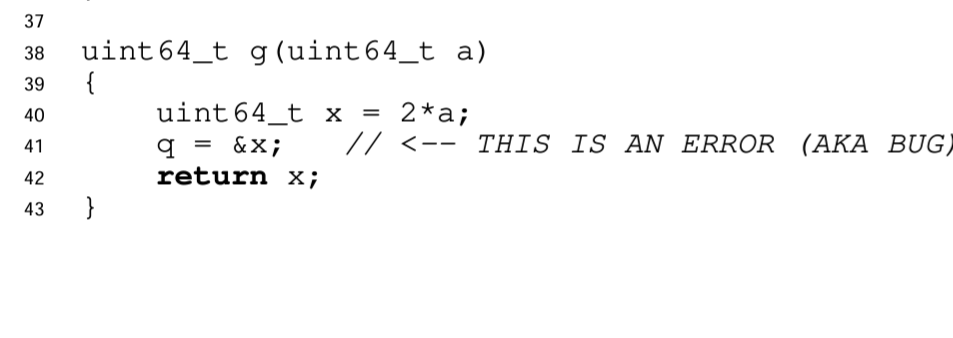 37
38 uint64_t g(uint64_t a)
39 {
40 uint64_t x = 2*a;
41 q = &x; // <-- THIS IS AN ERROR (AKA BUG)
42 return x;
43 }